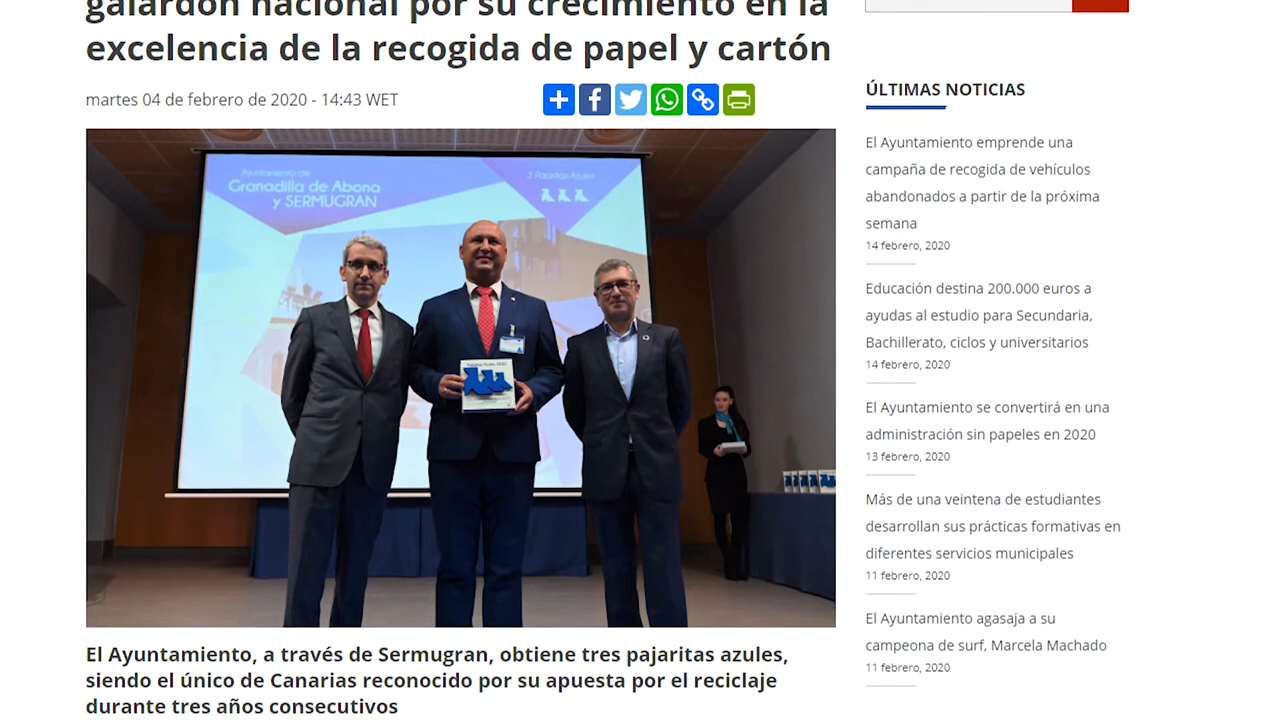 galardón nacional por su crecimiento en la
excelencia de la recogida de papel y cartón
martes 04 de febrero de 2020 - 14:43 WET
Ayuntamiento de
Granadilla de Abona
y SERMUGRAN
3 Pajaritas Azules
El Ayuntamiento, a través de Sermugran, obtiene tres pajaritas azules,
siendo el único de Canarias reconocido por su apuesta por el reciclaje
durante tres años consecutivos
ÚLTIMAS NOTICIAS
El Ayuntamiento emprende una
campaña de recogida de vehículos
abandonados a partir de la próxima
semana
14 febrero, 2020
Educación destina 200.000 euros a
ayudas al estudio para Secundaria,
Bachillerato, ciclos y universitarios
14 febrero, 2020
El Ayuntamiento se convertirá en una
administración sin papeles en 2020
13 febrero, 2020
Más de una veintena de estudiantes
desarrollan sus prácticas formativas en
diferentes servicios municipales
11 febrero, 2020
El Ayuntamiento agasaja a su
campeona de surf, Marcela Machado
11 febrero, 2020